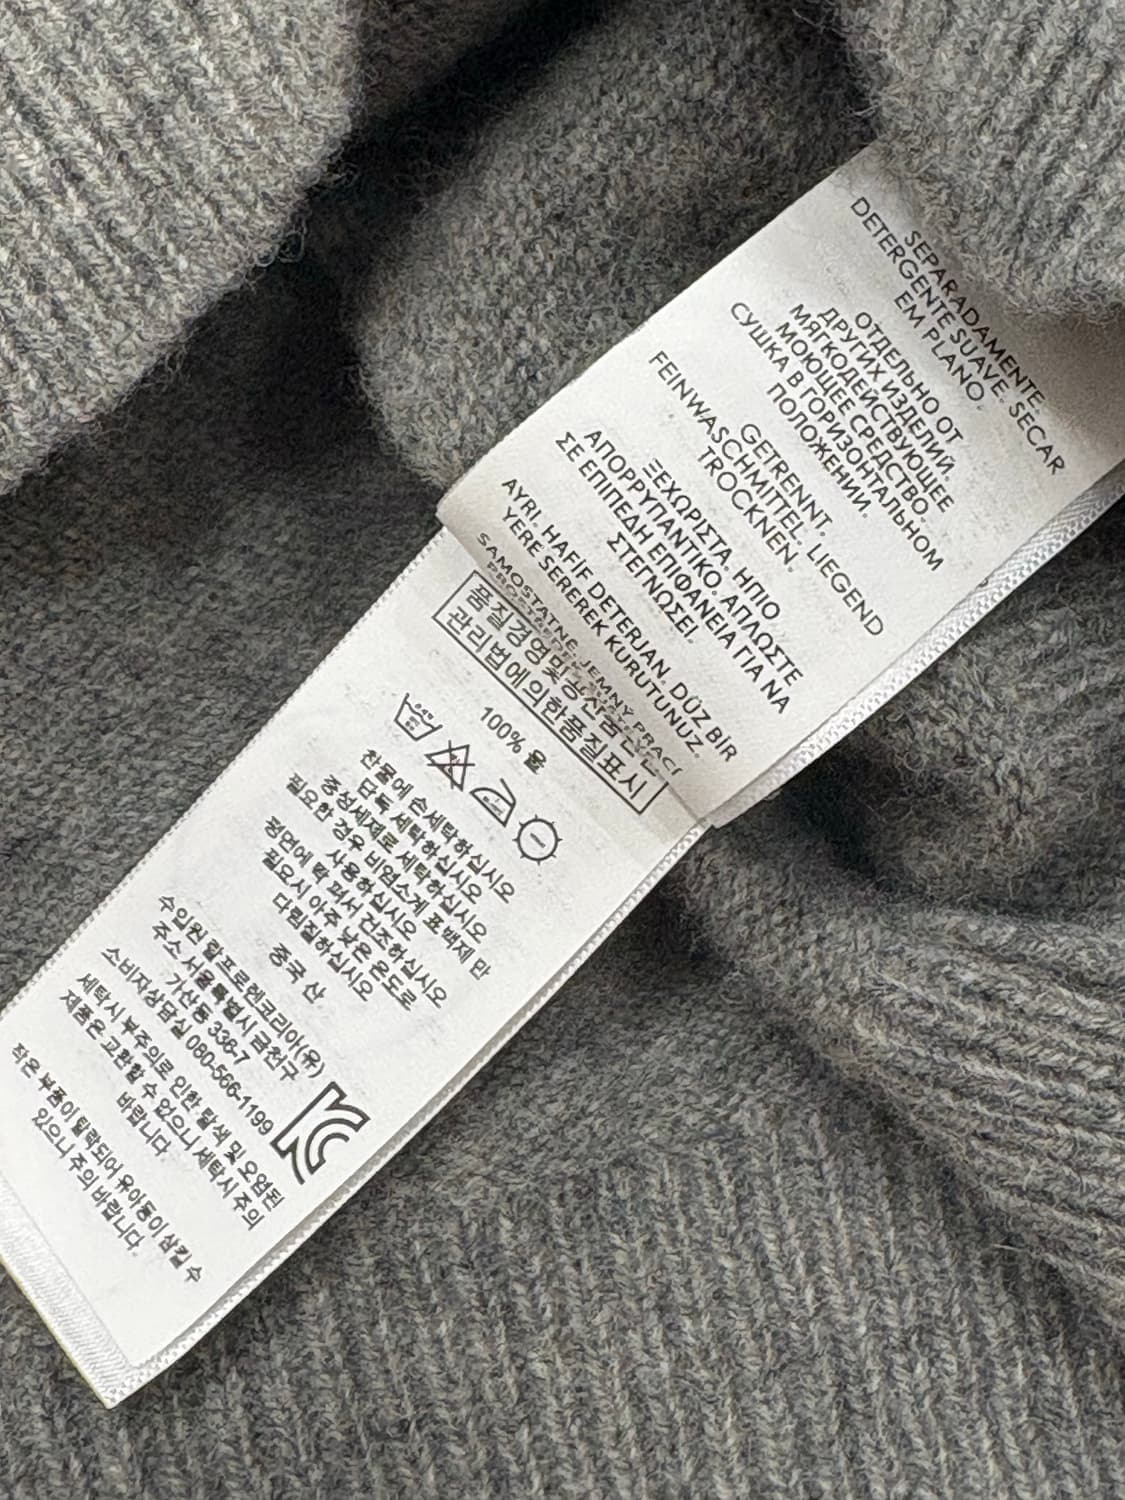 SEPARADAMENTE.
DETERGENTE SUAVE. SECAR
EM PLANO.
ОТДЕЛЬНО ОТ
ДРУГИХ ИЗДЕЛИЙ.
МЯГКОДЕЙСТВУЮЩЕЕ
МОЮЩЕЕ СРЕДСТВО.
СУШКА В ГОРИЗОНТАЛЬНОМ
ПОЛОЖЕНИИ.
GETRENNT.
FEINWASCHMITTEL. LIEGEND
TROCKNEN.
ΞΕΧΩΡΙΣΤΑ. ΗΠΙΟ
ΑΠΟΡΡΥΠΑΝΤΙΚΟ. ΑΠΛΩΣΤΕ
ΣΕ ΕΠΙΠΕΔΗ ΕΠΙΦΑΝΕΙΑ ΓΙΑ ΝΑ
ΣΤΕΓΝΩΣΕΙ.
AYRI. HAFİF DETERJAN. DÜZ BİR
YERE SEREREK KURUTUNUZ.
SAMOSTATNE JEMNÝ PRACÍ
품질경영및공산품안전
관리법에의한품질표시
100% 울
찬물에 손세탁하십시오
단독 세탁하십시오
중성세제로 세탁하십시오
필요한 경우 비염소계 표백제 만
사용하십시오
평면에 락 펴서 건조하십시오
필요시 아주 낮은 온도로
다림질하십시오
중국 산
수입원 랄프로렌코리아(유)
주소 서울특별시 금천구
가산동 336-7
소비자상담실 080-566-1199
세탁시 부주의로 인한 탈색 및 오염된
제품은 교환할 수 없으니 세탁시 주의
바랍니다.
작은 부품이 탈락되어 유아동이 삼킬 수
있으니 주의 바랍니다.